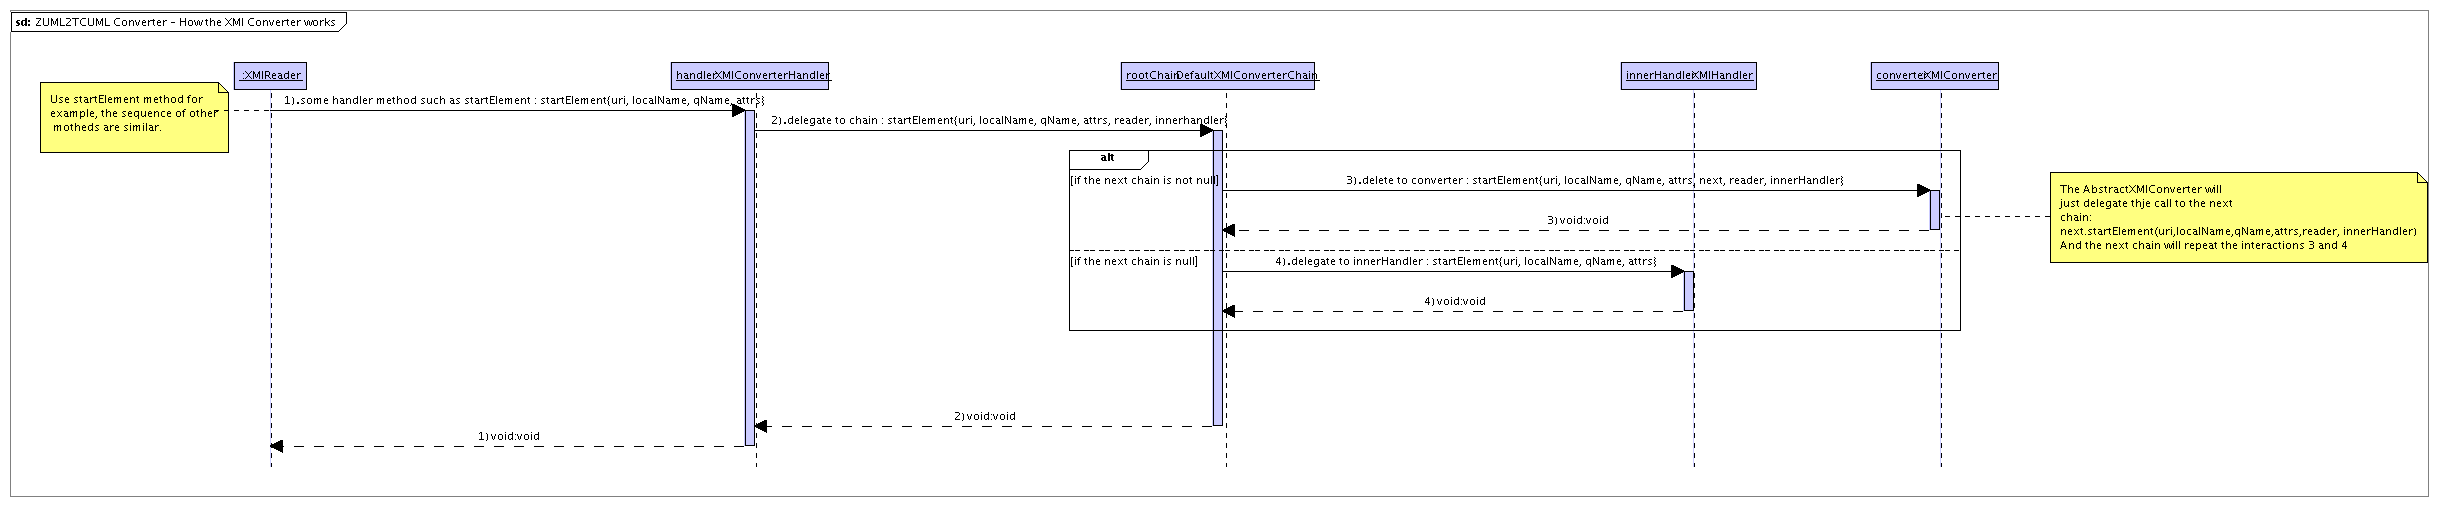 sd: ZUML2TCUML Converter - How the XMI Converter works
:XMIReader
handler:XMIConverterHandler
rootChain:DefaultXMIConverterChain
innerHandler:XMIHandler
converter:XMIConverter
Use startElement method for
example, the sequence of other
motheds are similar.
1).some handler method such as startElement : startElement{uri, localName, qName, attrs}
2).delegate to chain : startElement{uri, localName, qName, attrs, reader, innerhandler}
alt
[if the next chain is not null]
3).delete to converter : startElement{uri, localName, qName, attrs, next, reader, innerHandler}
The AbstractXMIConverter will
just delegate thje call to the next
chain:
next.startElement(uri,localName,qName,attrs,reader, innerHandler)
And the next chain will repeat the interactions 3 and 4
3)void:void
[if the next chain is null]
4).delegate to innerHandler : startElement{uri, localName, qName, attrs}
4)void:void
2)void:void
1)void:void